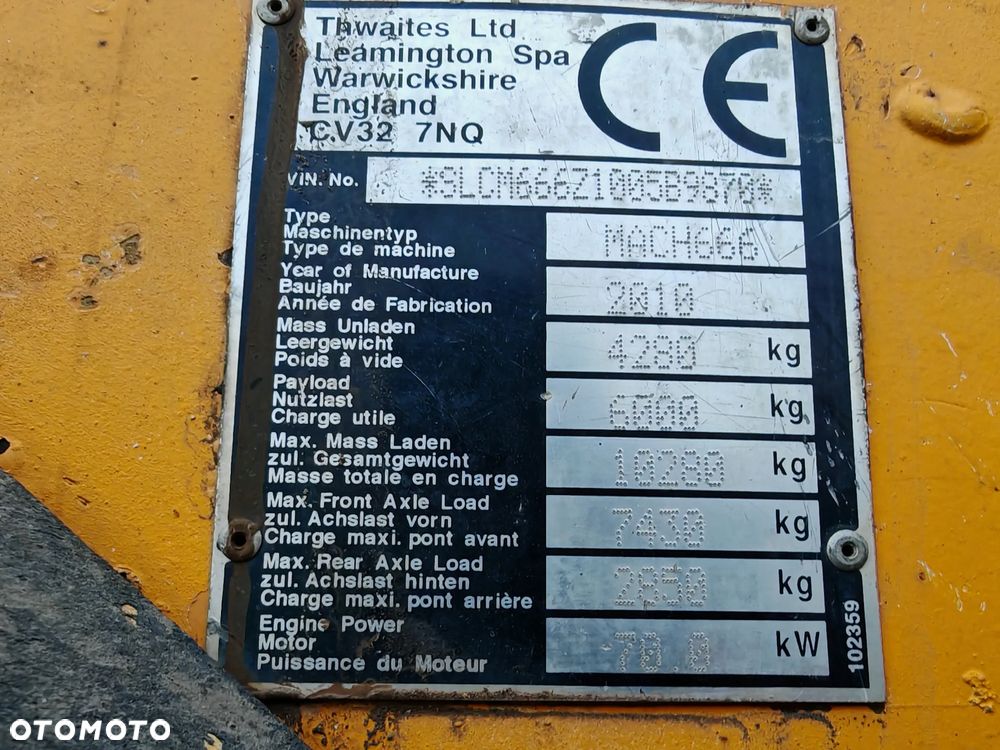 Thwaites Ltd
Leamington Spa
Warwickshire
England
CV32 7NQ
CE
VIN. No.
Type
Maschinentyp
Type de machine
MACH666
Year of Manufacture
Baujahr
Année de Fabrication
2010
Mass Unladen
Leergewicht
Poids à vide
4280 kg
Payload
Nutzlast
Charge utile
6000 kg
Max. Mass Laden
zul. Gesamtgewicht
Masse totale en charge
10280 kg
Max. Front Axle Load
zul. Achslast vorn
Charge maxi. pont avant
7430 kg
Max. Rear Axle Load
zul. Achslast hinten
Charge maxi. pont arrière
2850 kg
Engine Power
Motor
Puissance du Moteur
70.0 kW
102359
OTOMOTO